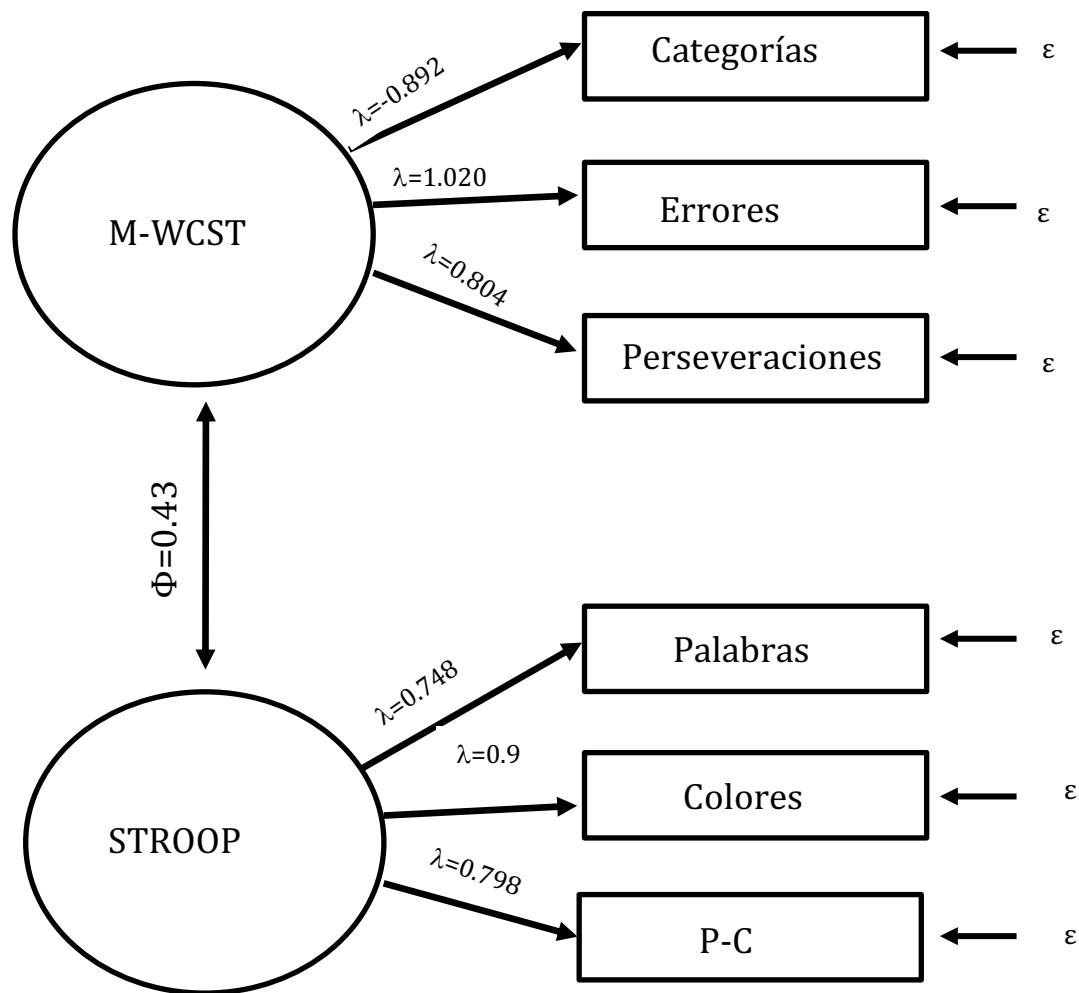 Categorías
ε
λ=-0.892
λ=1.020
Errores
ε
M-WCST
λ=0.804
Perseveraciones
ε
Φ=0.43
Palabras
ε
λ=0.748
λ=0.9
Colores
ε
STROOP
λ=0.798
P-C
ε